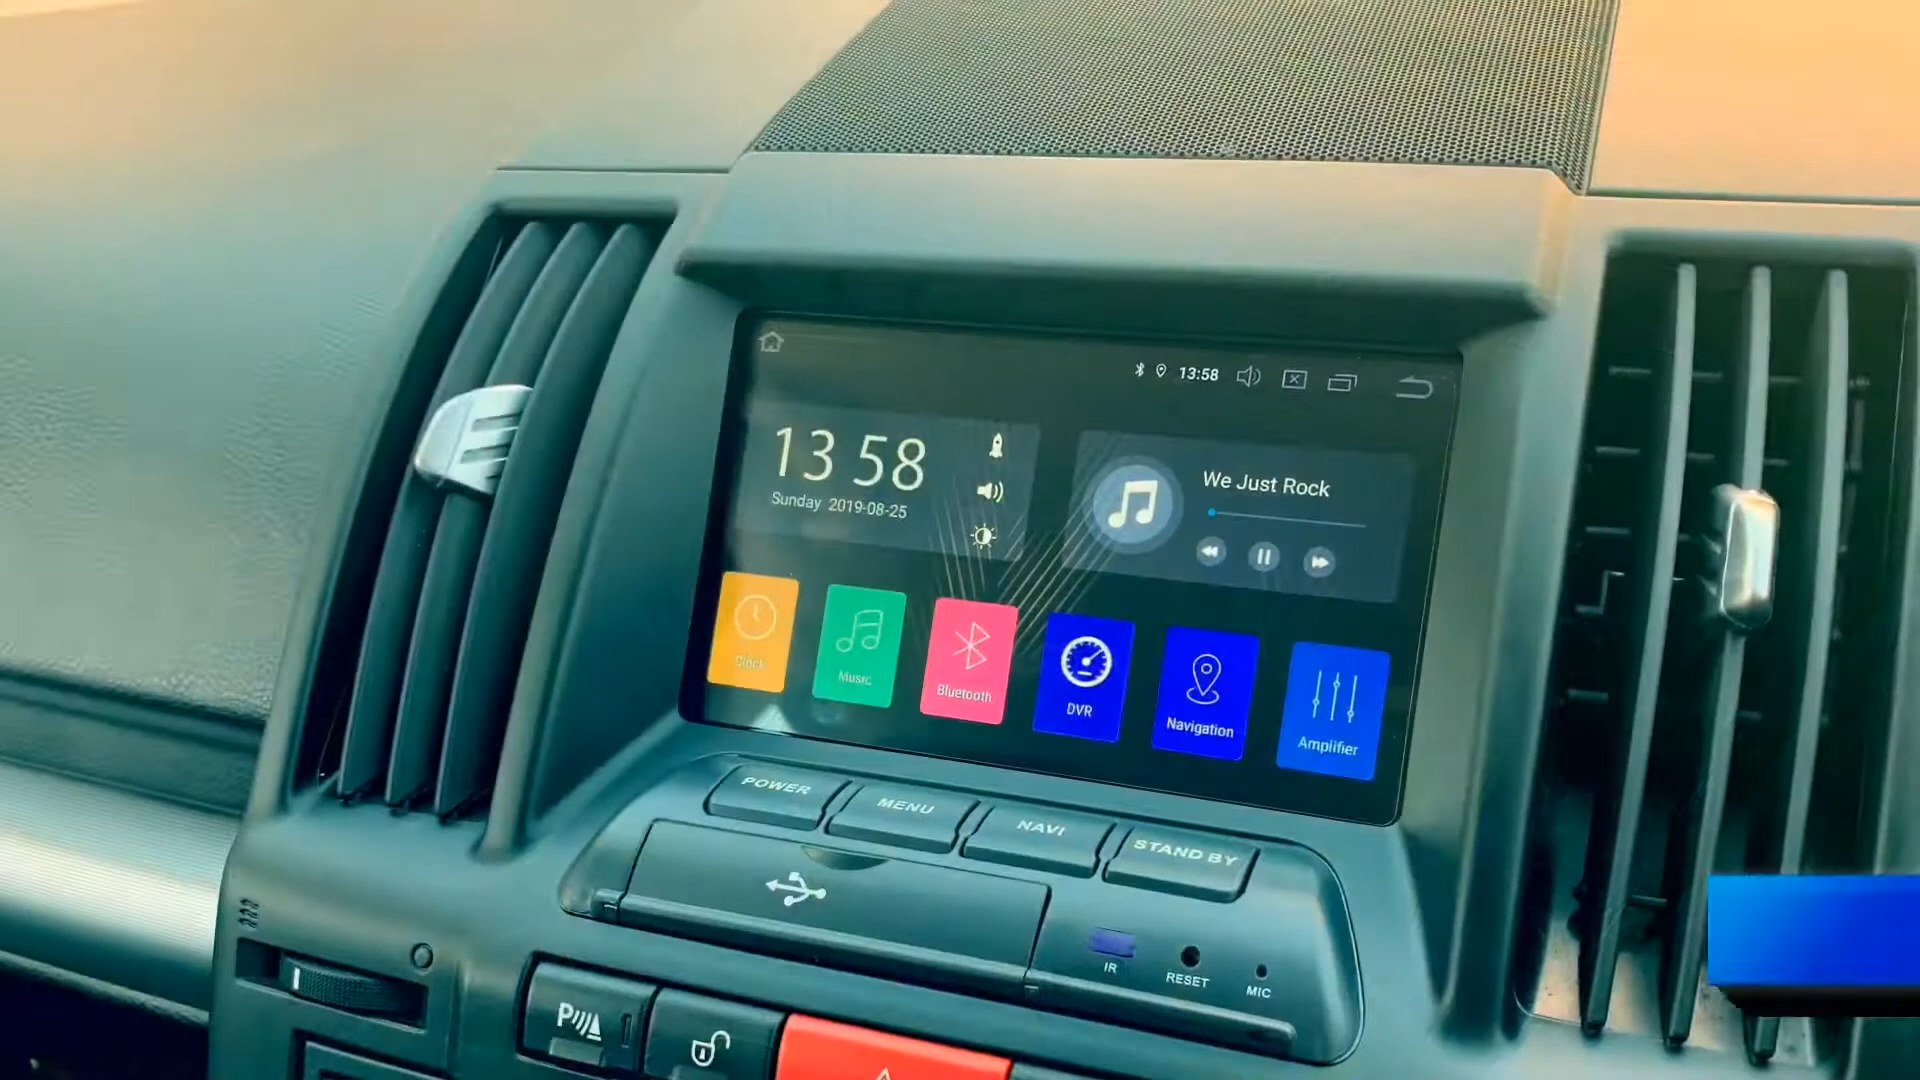 13:58
13 58
Sunday 2019-08-25
We Just Rock
Clock
Music
Bluetooth
DVR
Navigation
Amplifier
POWER
MENU
NAVI
STAND BY
IR
RESET
MIC
P